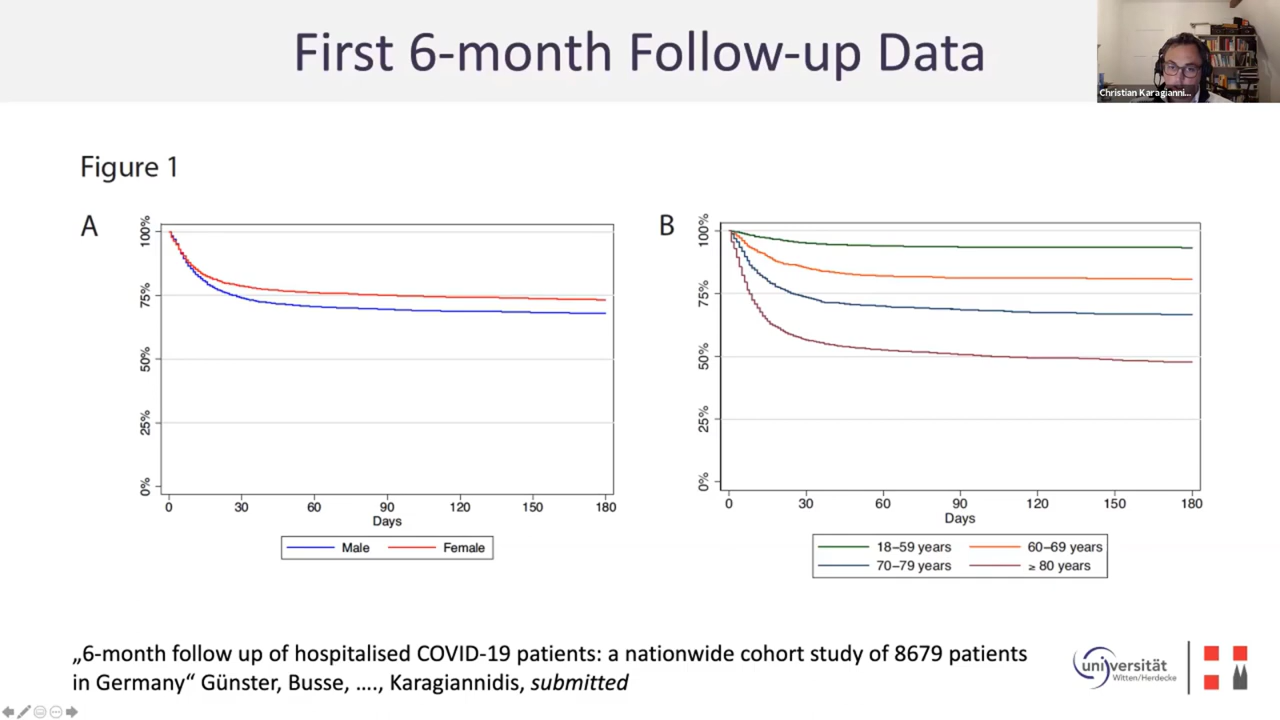 First 6-month Follow-up Data
Christian Karagianni...
Figure 1
A
100%
75%
50%
25%
0%
0 30 60 90 120 150 180
Days
Male Female
B
100%
75%
50%
25%
0%
0 30 60 90 120 150 180
Days
18–59 years 60–69 years
70–79 years ≥ 80 years
„6-month follow up of hospitalised COVID-19 patients: a nationwide cohort study of 8679 patients
in Germany“ Günster, Busse, …., Karagiannidis, submitted
universität
Witten/Herdecke